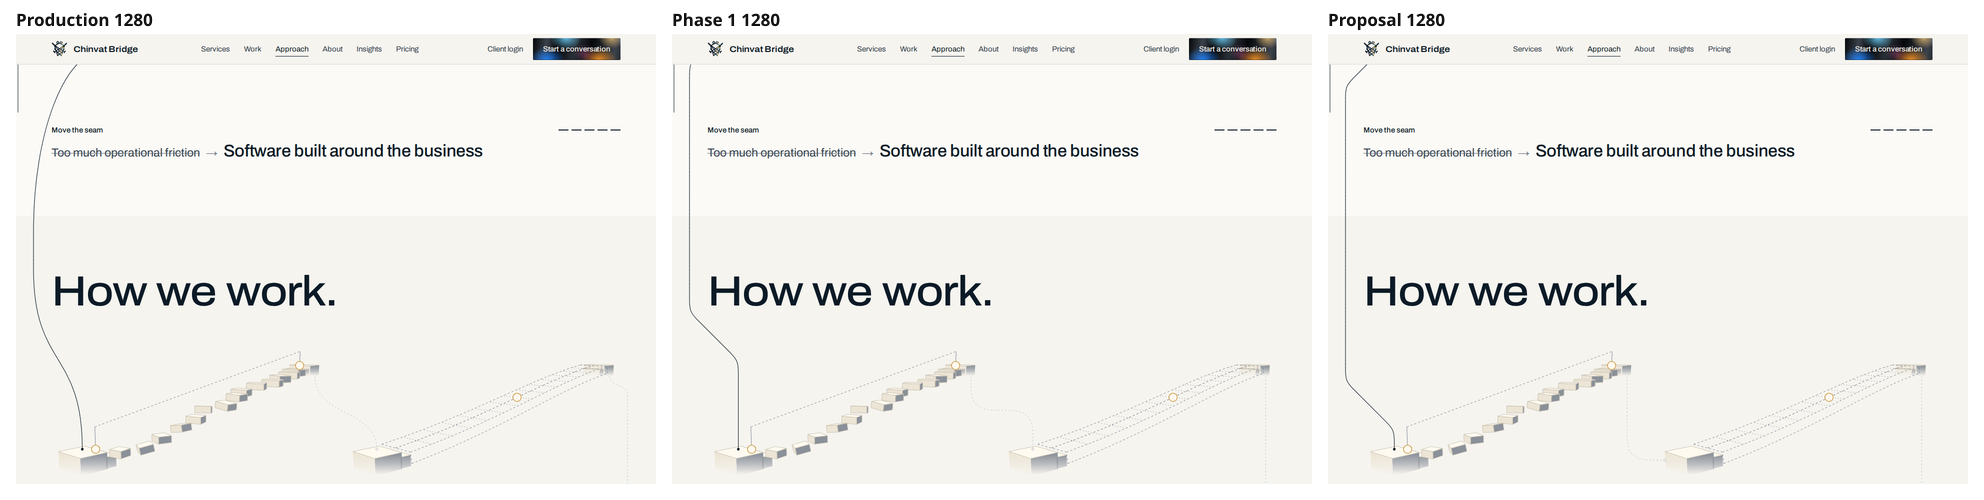 Production 1280
Chinvat Bridge Services Work Approach About Insights Pricing Client login Start a conversation
Move the seam
Too much operational friction → Software built around the business
How we work.
Phase 1 1280
Chinvat Bridge Services Work Approach About Insights Pricing Client login Start a conversation
Move the seam
Too much operational friction → Software built around the business
How we work.
Proposal 1280
Chinvat Bridge Services Work Approach About Insights Pricing Client login Start a conversation
Move the seam
Too much operational friction → Software built around the business
How we work.